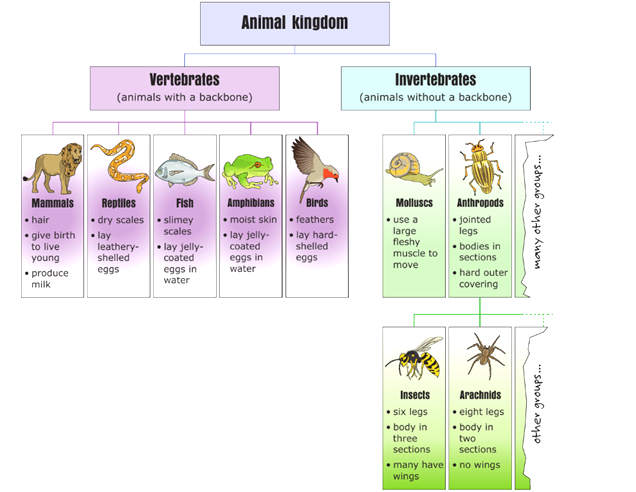 Animal kingdom
Vertebrates
(animals with a backbone)
Invertebrates
(animals without a backbone)
Mammals
• hair
• give birth
to live
young
• produce
milk
Reptiles
• dry scales
• lay
leathery-
shelled
eggs
Fish
• slimey
scales
• lay jelly-
coated
eggs in
water
Amphibians
• moist skin
• lay jelly-
coated
eggs in
water
Birds
• feathers
• lay hard-
shelled
eggs
Molluscs
• use a
large
fleshy
muscle to
move
Anthropods
• jointed
legs
• bodies in
sections
• hard outer
covering
many other groups...
Insects
• six legs
• body in
three
sections
• many have
wings
Arachnids
• eight legs
• body in
two
sections
• no wings
other groups...